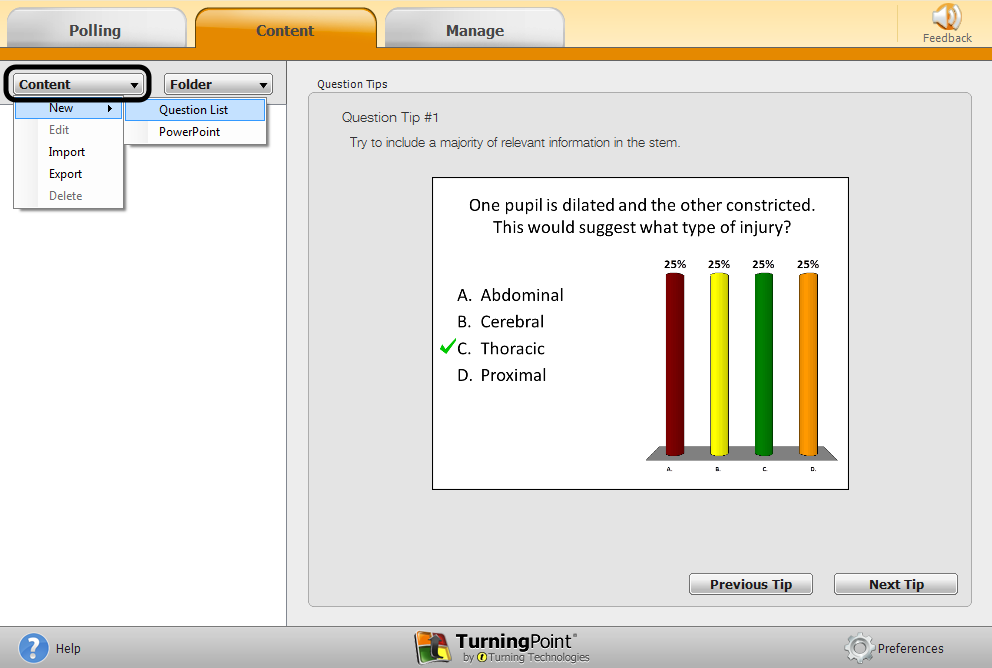 Polling
Content
Manage
Feedback
Content
Folder
New
Question List
Edit
PowerPoint
Import
Export
Delete
Question Tips
Question Tip #1
Try to include a majority of relevant information in the stem.
One pupil is dilated and the other constricted.
This would suggest what type of injury?
25% 25% 25% 25%
A. Abdominal
B. Cerebral
C. Thoracic
D. Proximal
A. B. C. D.
Previous Tip
Next Tip
? Help
TurningPoint®
by Turning Technologies
Preferences